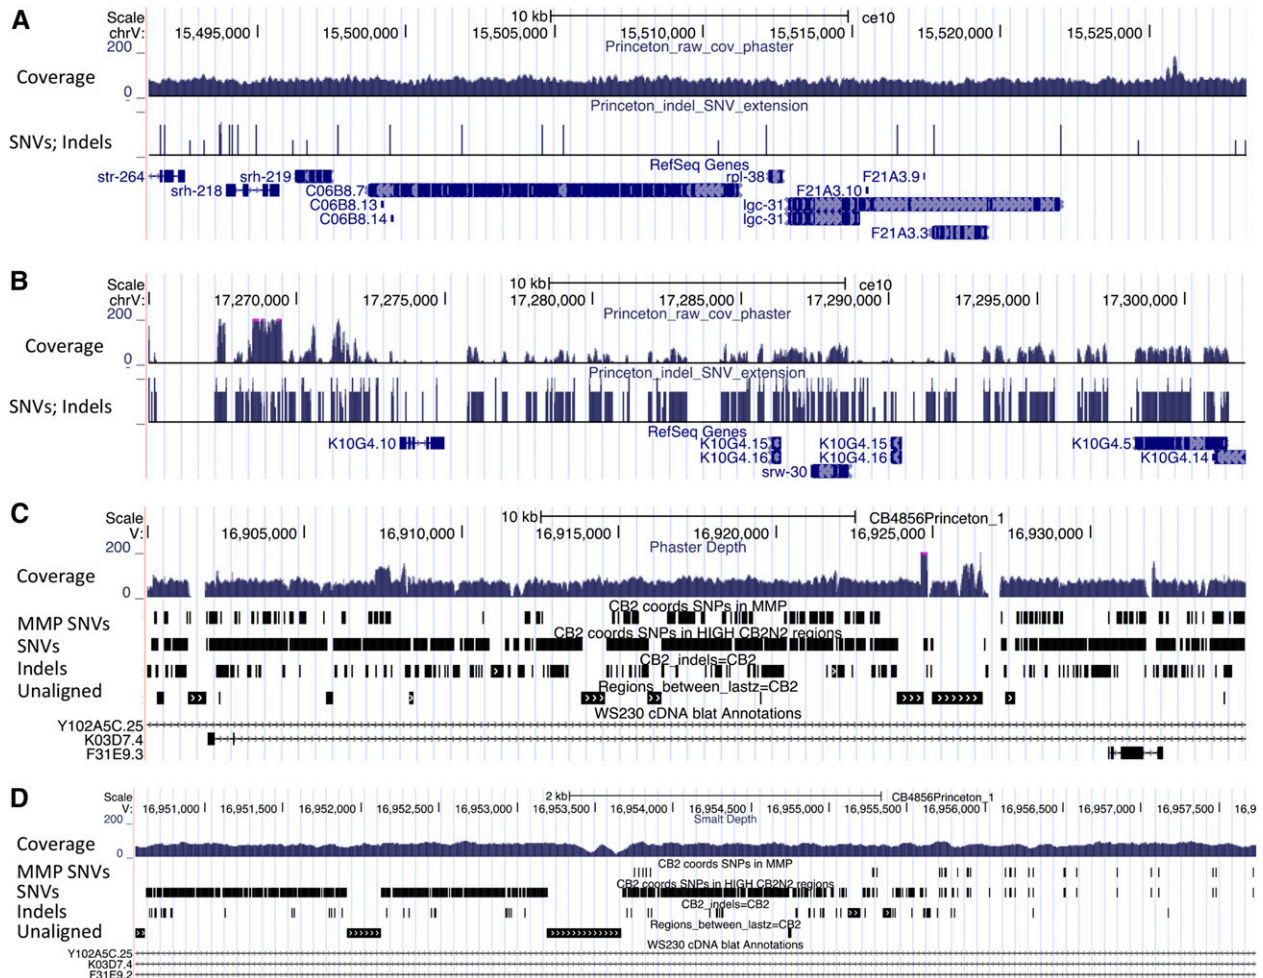 A
Scale
10 kb
ce10
chrV:
15,495,000
15,500,000
15,505,000
15,510,000
15,515,000
15,520,000
15,525,000
200
Princeton_raw_cov_phaster
Coverage
0
Princeton_indel_SNV_extension
SNVs; Indels
RefSeq Genes
str-264
srh-219
rpl-38
F21A3.9
srh-218
C06B8.7
F21A3.10
C06B8.13
lgc-31
C06B8.14
lgc-31
F21A3.3
B
Scale
10 kb
ce10
chrV:
17,270,000
17,275,000
17,280,000
17,285,000
17,290,000
17,295,000
17,300,000
200
Princeton_raw_cov_phaster
Coverage
0
Princeton_indel_SNV_extension
SNVs; Indels
RefSeq Genes
K10G4.10
K10G4.15
K10G4.15
K10G4.5
K10G4.16
K10G4.16
K10G4.14
srw-30
C
Scale
10 kb
CB4856Princeton_1
V:
16,905,000
16,910,000
16,915,000
16,920,000
16,925,000
16,930,000
200
Phaster Depth
Coverage
0
CB2 coords SNPs in MMP
MMP SNVs
CB2 coords SNPs in HIGH CB2N2 regions
SNVs
CB2_indels=CB2
Indels
Regions_between_lastz=CB2
Unaligned
WS230 cDNA blat Annotations
Y102A5C.25
K03D7.4
F31E9.3
D
Scale
2 kb
CB4856Princeton_1
V:
16,951,000
16,951,500
16,952,000
16,952,500
16,953,000
16,953,500
16,954,000
16,954,500
16,955,000
16,955,500
16,956,000
16,956,500
16,957,000
16,957,500
16,9
200
Smalt Depth
Coverage
0
CB2 coords SNPs in MMP
MMP SNVs
CB2 coords SNPs in HIGH CB2N2 regions
SNVs
CB2_indels=CB2
Indels
Regions_between_lastz=CB2
Unaligned
WS230 cDNA blat Annotations
Y102A5C.25
K03D7.4
F31E9.2